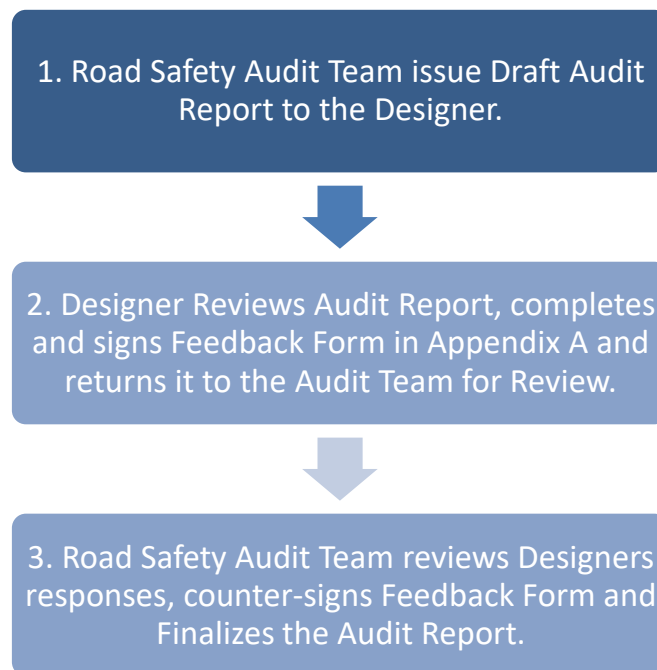 1. Road Safety Audit Team issue Draft Audit
Report to the Designer.
2. Designer Reviews Audit Report, completes
and signs Feedback Form in Appendix A and
returns it to the Audit Team for Review.
3. Road Safety Audit Team reviews Designers
responses, counter-signs Feedback Form and
Finalizes the Audit Report.